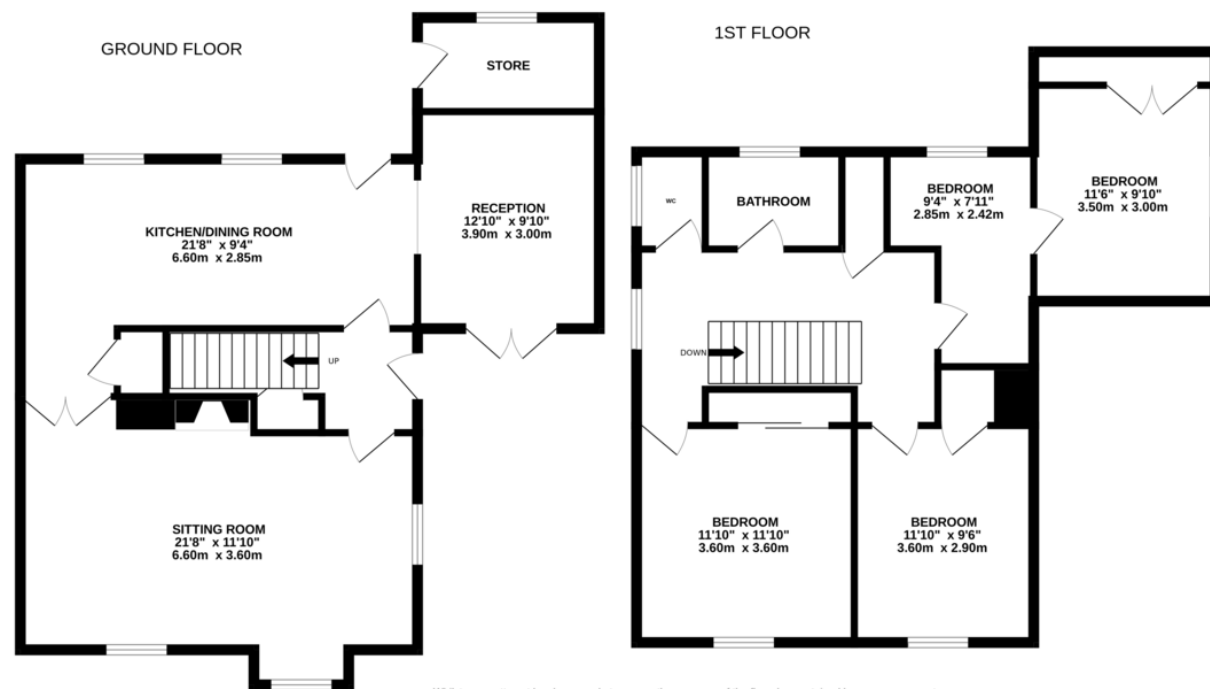 GROUND FLOOR
STORE
RECEPTION
12'10" x 9'10"
3.90m x 3.00m
KITCHEN/DINING ROOM
21'8" x 9'4"
6.60m x 2.85m
UP
SITTING ROOM
21'8" x 11'10"
6.60m x 3.60m
1ST FLOOR
BEDROOM
11'6" x 9'10"
3.50m x 3.00m
BEDROOM
9'4" x 7'11"
2.85m x 2.42m
WC
BATHROOM
DOWN
BEDROOM
11'10" x 11'10"
3.60m x 3.60m
BEDROOM
11'10" x 9'6"
3.60m x 2.90m